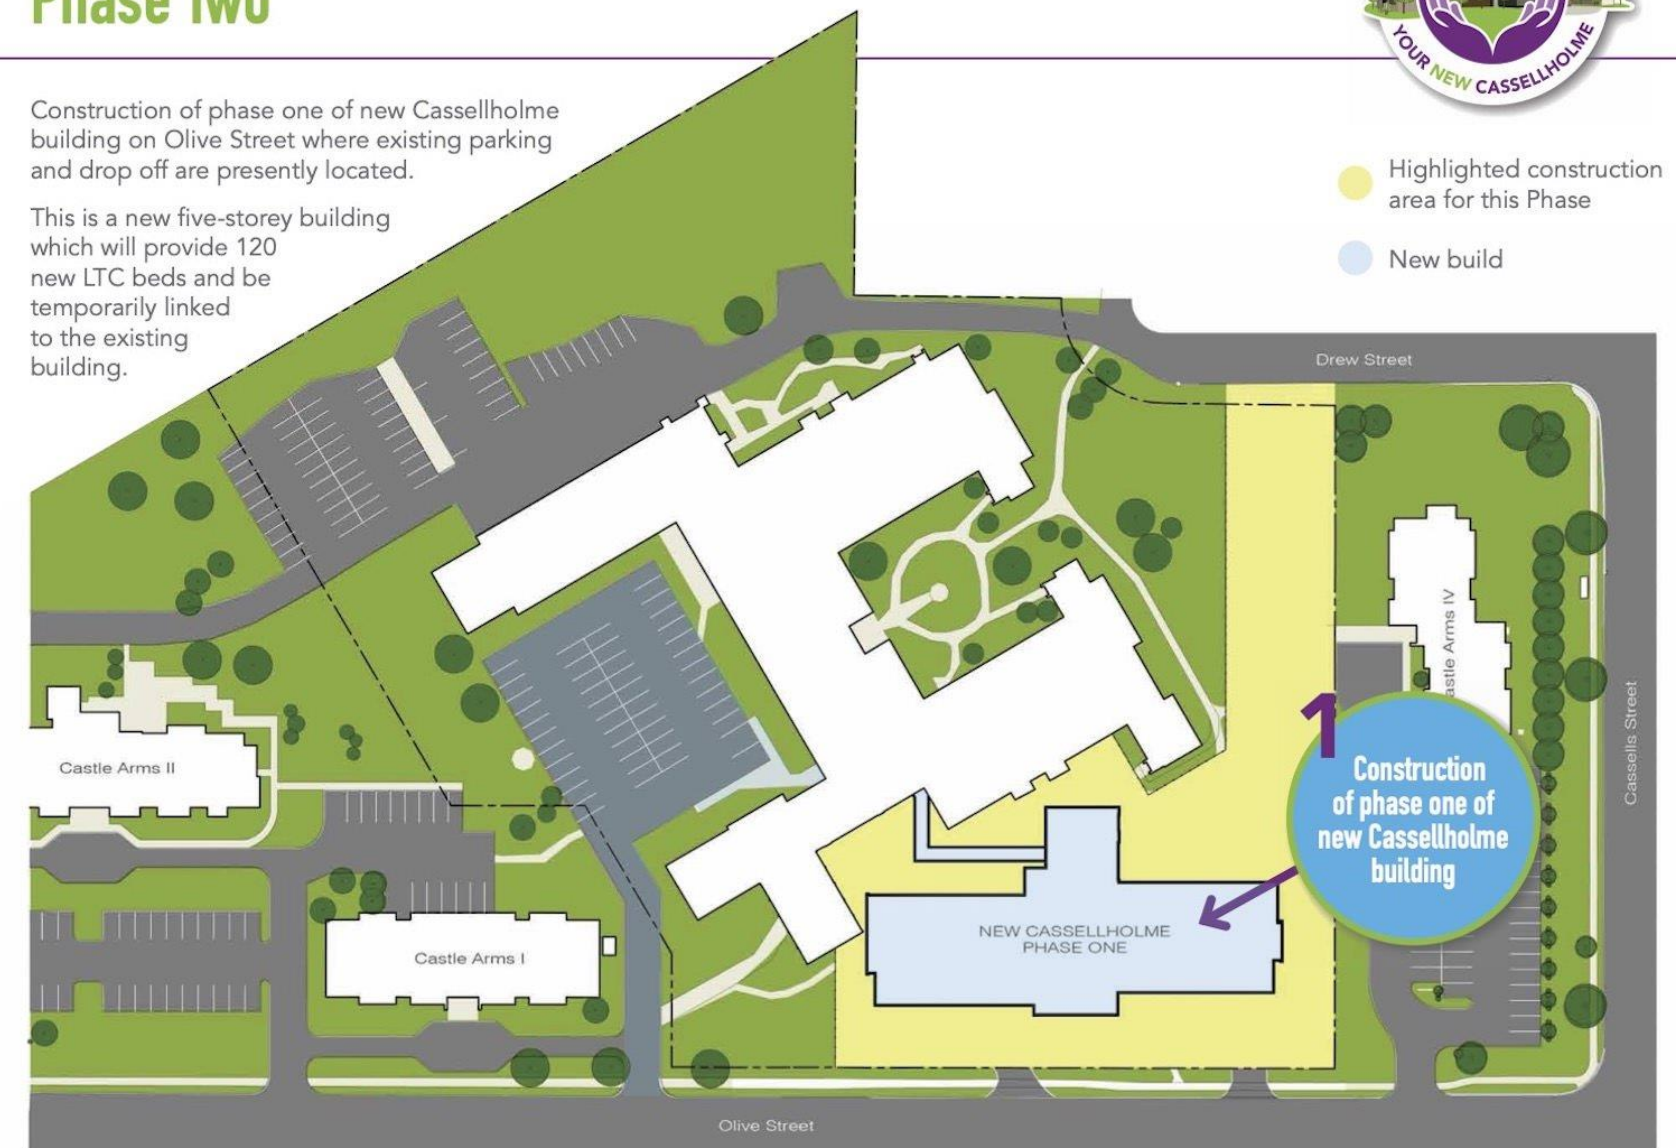 Phase Two
YOUR NEW CASSELLHOLME
Construction of phase one of new Cassellholme
building on Olive Street where existing parking
and drop off are presently located.
This is a new five-storey building
which will provide 120
new LTC beds and be
temporarily linked
to the existing
building.
Highlighted construction
area for this Phase
New build
Drew Street
Castle Arms II
astle Arms IV
Cassells Street
1
Construction
of phase one of
new Cassellholme
building
NEW CASSELLHOLME
PHASE ONE
Castle Arms I
Olive Street